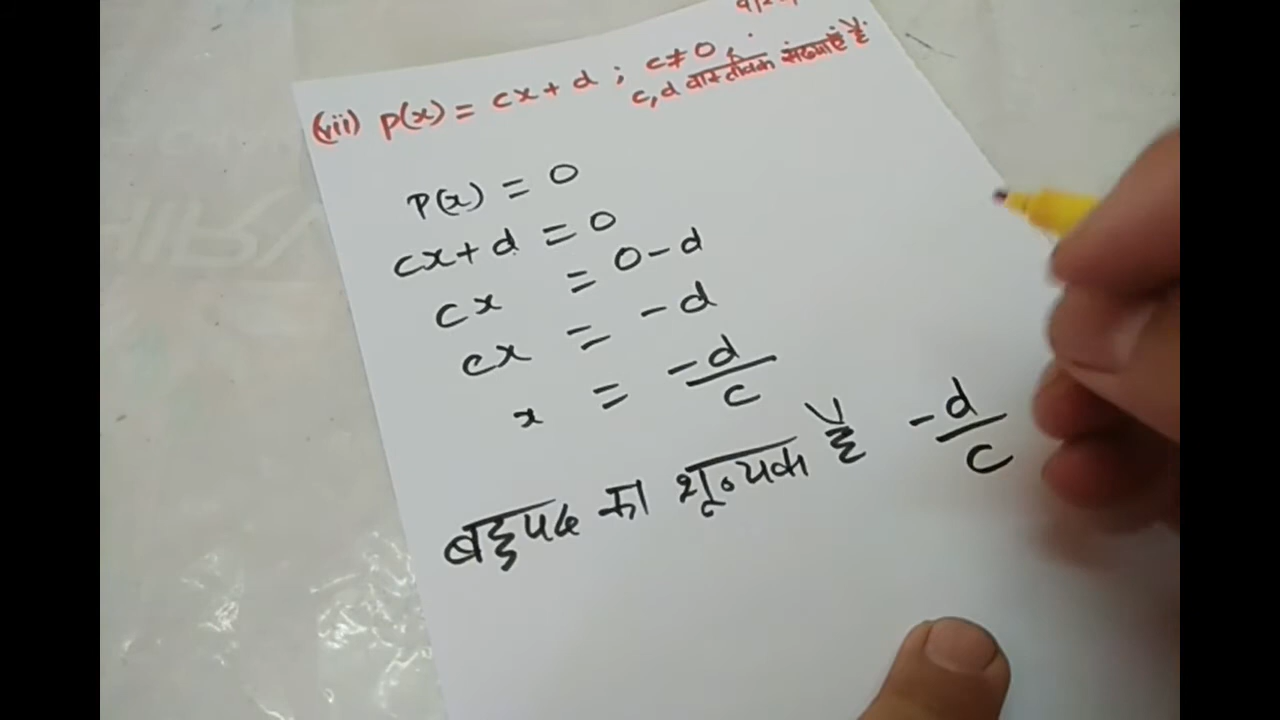 (vii) p(x) = cx + d ; c ≠ 0,
c, d वास्तविक संख्याएँ हैं.
P(x) = 0
cx + d = 0
cx = 0 - d
cx = - d
x = -d/c
बहुपद का शून्यक है -d/c